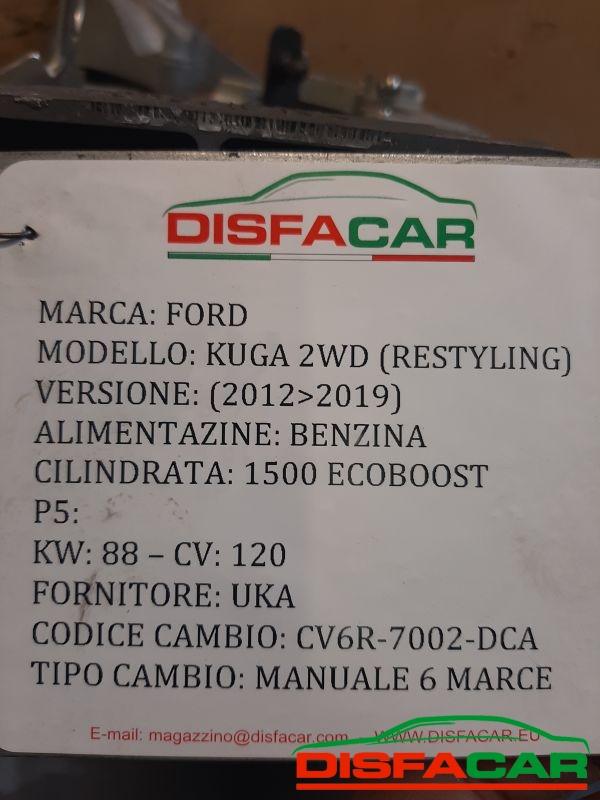 DISFACAR
MARCA: FORD
MODELLO: KUGA 2WD (RESTYLING)
VERSIONE: (2012>2019)
ALIMENTAZINE: BENZINA
CILINDRATA: 1500 ECOBOOST
P5:
KW: 88 – CV: 120
FORNITORE: UKA
CODICE CAMBIO: CV6R-7002-DCA
TIPO CAMBIO: MANUALE 6 MARCE
E-mail: magazzino@disfacar.com - WWW.DISFACAR.EU
DISFACAR